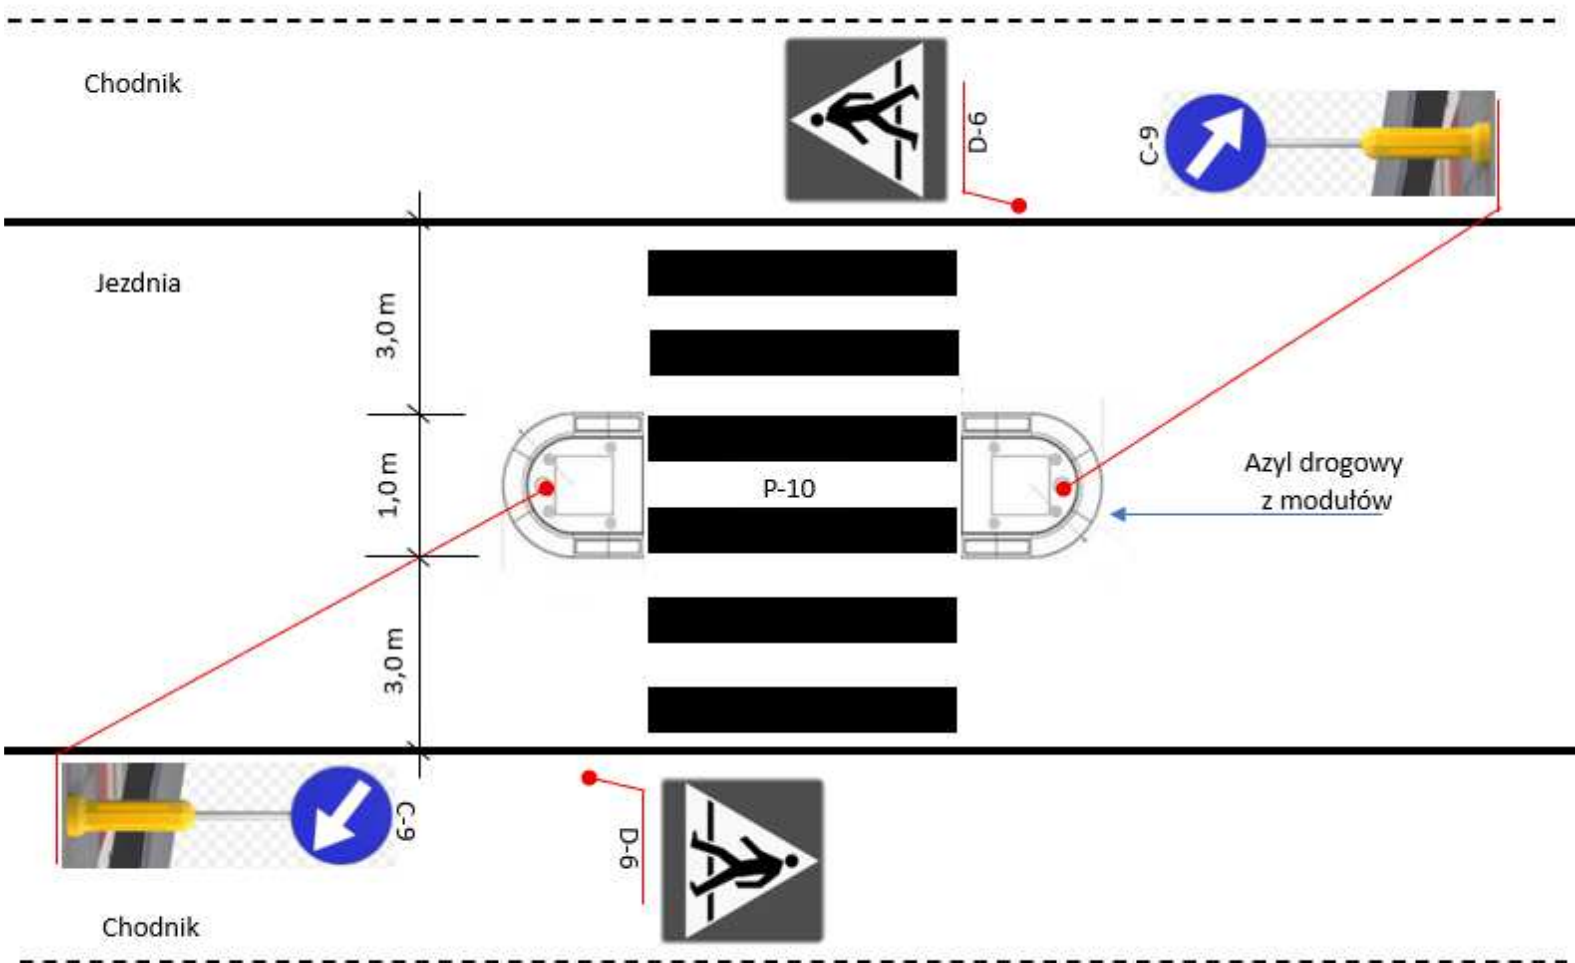 Chodnik
D-6
C-9
Jezdnia
3,0 m
1,0 m
P-10
Azyl drogowy
z modułów
3,0 m
C-9
D-6
Chodnik